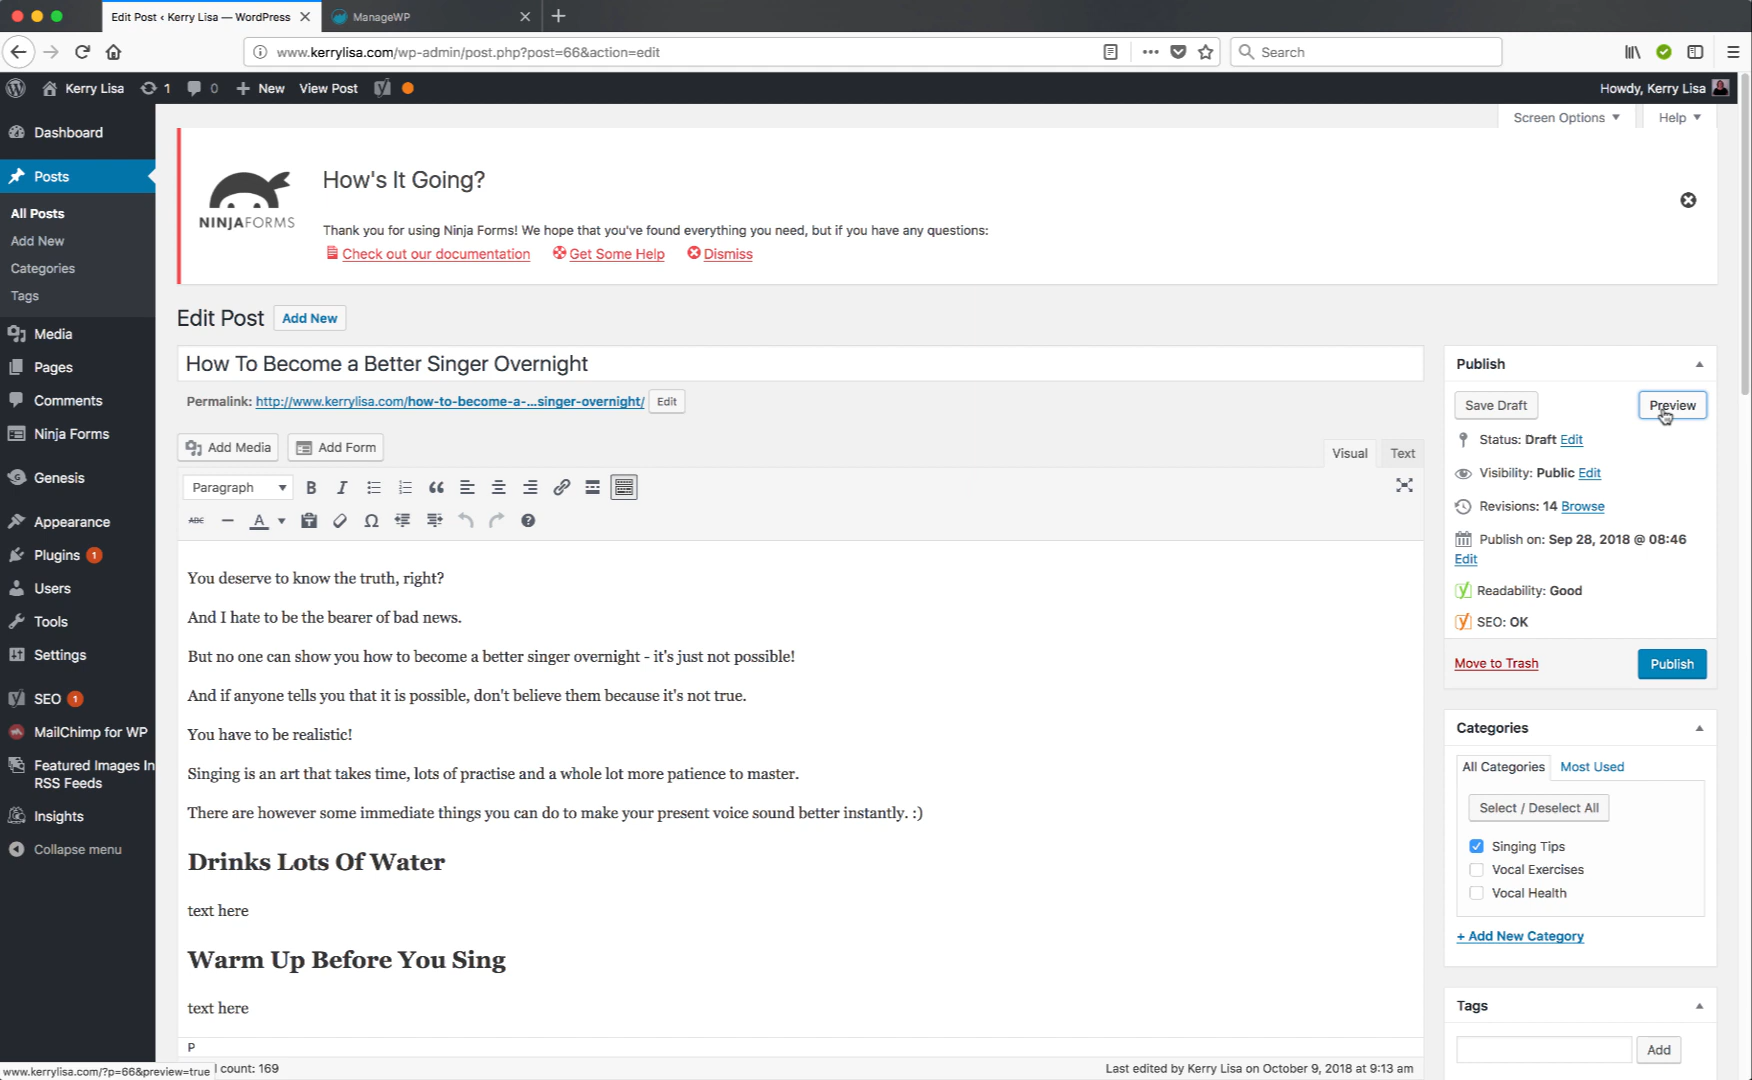 Edit Post ‹ Kerry Lisa — WordPress
ManageWP
www.kerrylisa.com/wp-admin/post.php?post=66&action=edit
Search
Kerry Lisa
1
0
New
View Post
Howdy, Kerry Lisa
Dashboard
Posts
All Posts
Add New
Categories
Tags
Media
Pages
Comments
Ninja Forms
Genesis
Appearance
Plugins 1
Users
Tools
Settings
SEO 1
MailChimp for WP
Featured Images In
RSS Feeds
Insights
Collapse menu
Screen Options
Help
NINJAFORMS
How's It Going?
Thank you for using Ninja Forms! We hope that you've found everything you need, but if you have any questions:
Check out our documentation
Get Some Help
Dismiss
Edit Post
Add New
How To Become a Better Singer Overnight
Permalink: http://www.kerrylisa.com/how-to-become-a-...singer-overnight/
Edit
Add Media
Add Form
Visual
Text
Paragraph
B
I
ABC
A
Ω
You deserve to know the truth, right?
And I hate to be the bearer of bad news.
But no one can show you how to become a better singer overnight - it's just not possible!
And if anyone tells you that it is possible, don't believe them because it's not true.
You have to be realistic!
Singing is an art that takes time, lots of practise and a whole lot more patience to master.
There are however some immediate things you can do to make your present voice sound better instantly. :)
Drinks Lots Of Water
text here
Warm Up Before You Sing
text here
P
count: 169
Last edited by Kerry Lisa on October 9, 2018 at 9:13 am
www.kerrylisa.com/?p=66&preview=true
Publish
Save Draft
Preview
Status: Draft Edit
Visibility: Public Edit
Revisions: 14 Browse
Publish on: Sep 28, 2018 @ 08:46
Edit
Readability: Good
SEO: OK
Move to Trash
Publish
Categories
All Categories
Most Used
Select / Deselect All
Singing Tips
Vocal Exercises
Vocal Health
+ Add New Category
Tags
Add